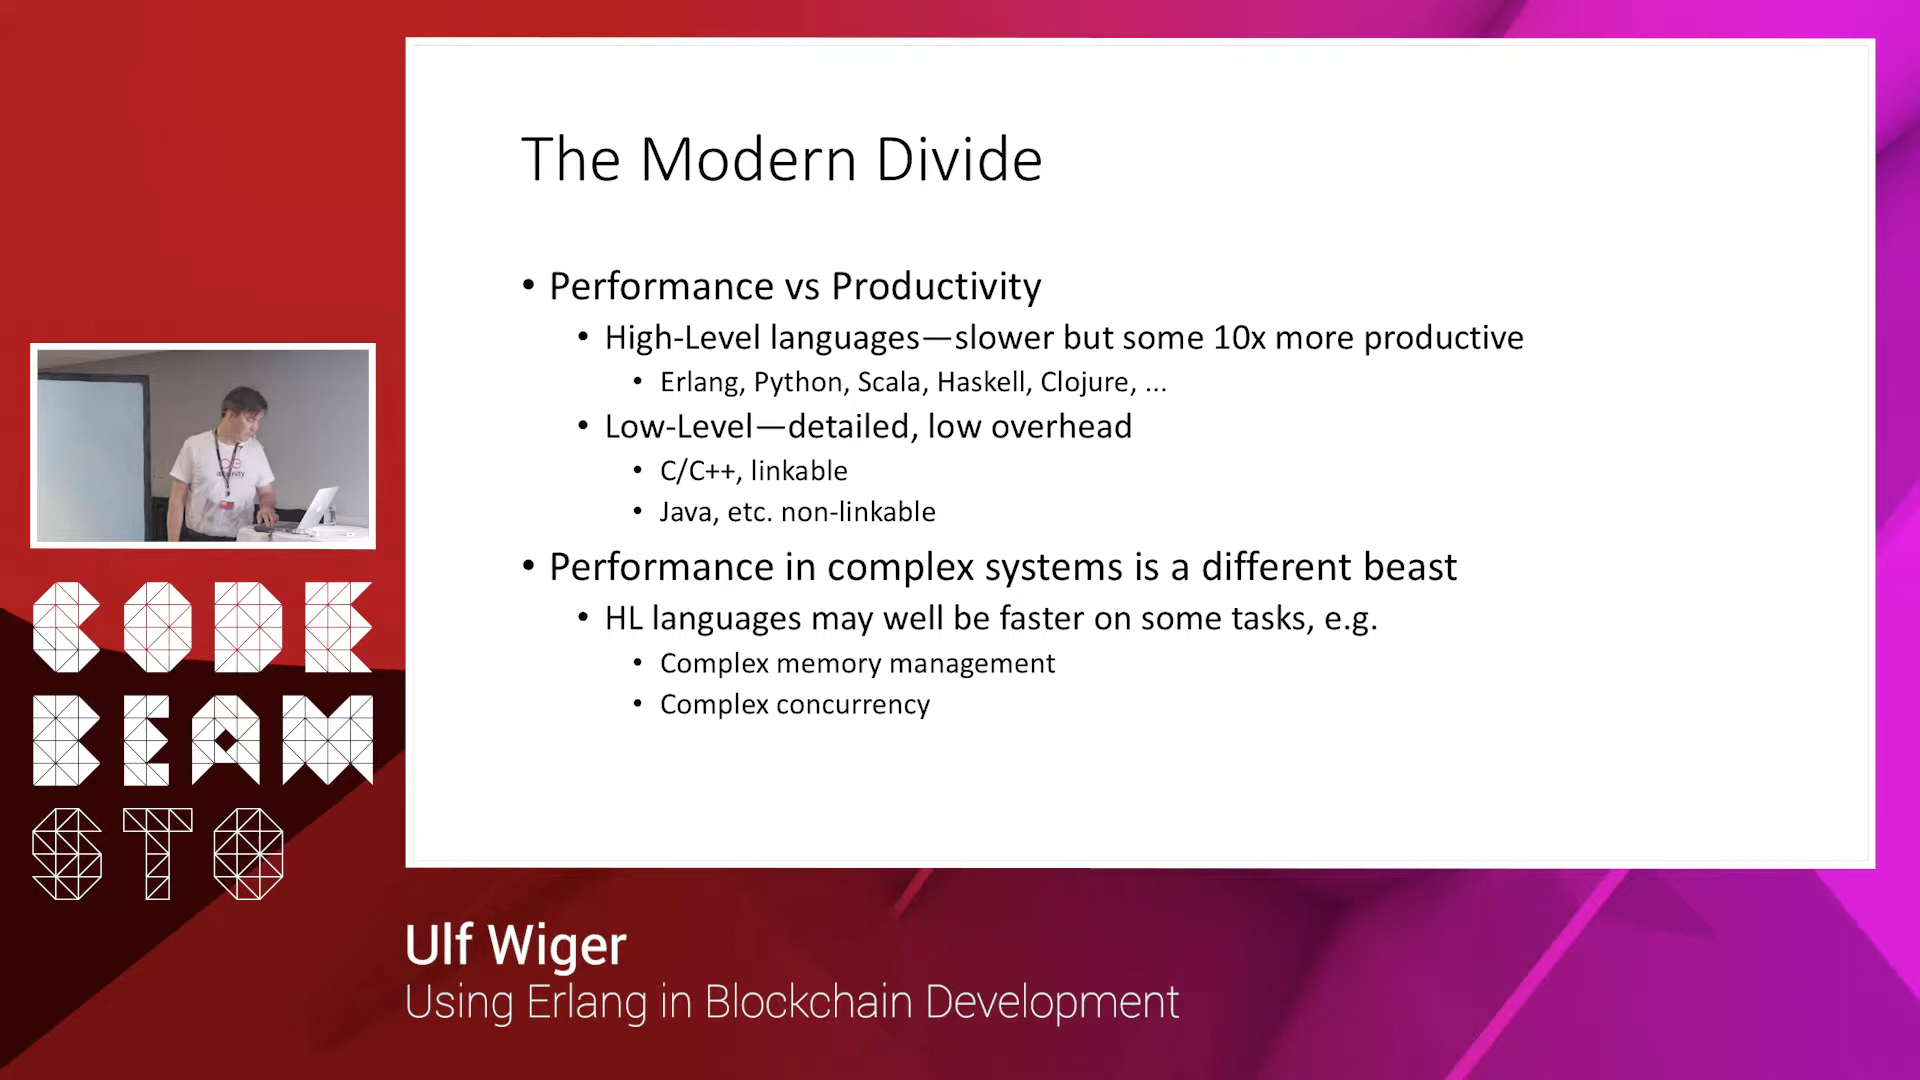 The Modern Divide
• Performance vs Productivity
• High-Level languages—slower but some 10x more productive
• Erlang, Python, Scala, Haskell, Clojure, ...
• Low-Level—detailed, low overhead
• C/C++, linkable
• Java, etc. non-linkable
• Performance in complex systems is a different beast
• HL languages may well be faster on some tasks, e.g.
• Complex memory management
• Complex concurrency
CODE
BEAM
STO
Ulf Wiger
Using Erlang in Blockchain Development